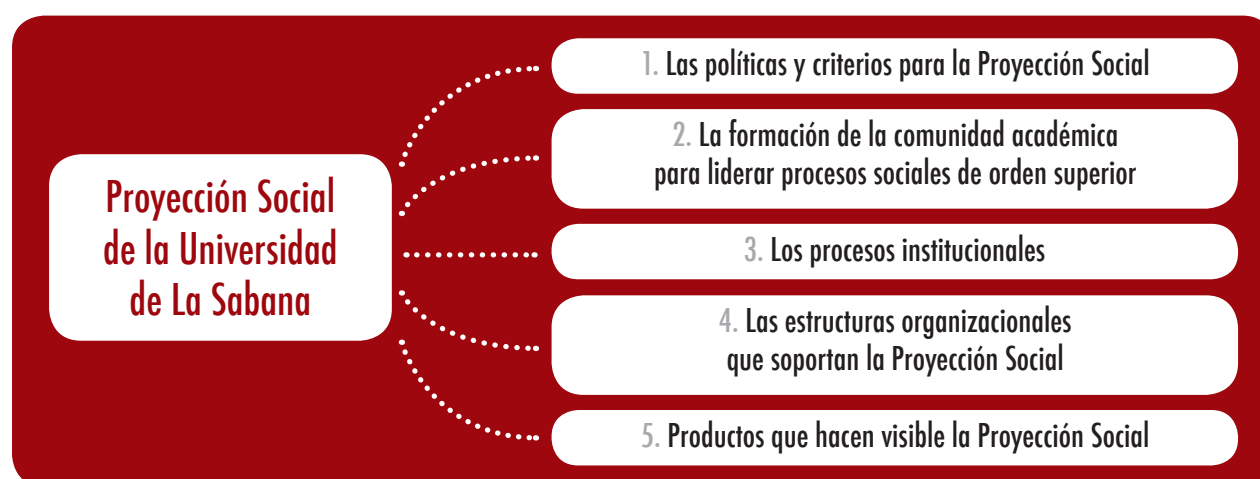 Proyección Social
de la Universidad
de La Sabana
1. Las políticas y criterios para la Proyección Social
2. La formación de la comunidad académica
para liderar procesos sociales de orden superior
3. Los procesos institucionales
4. Las estructuras organizacionales
que soportan la Proyección Social
5. Productos que hacen visible la Proyección Social